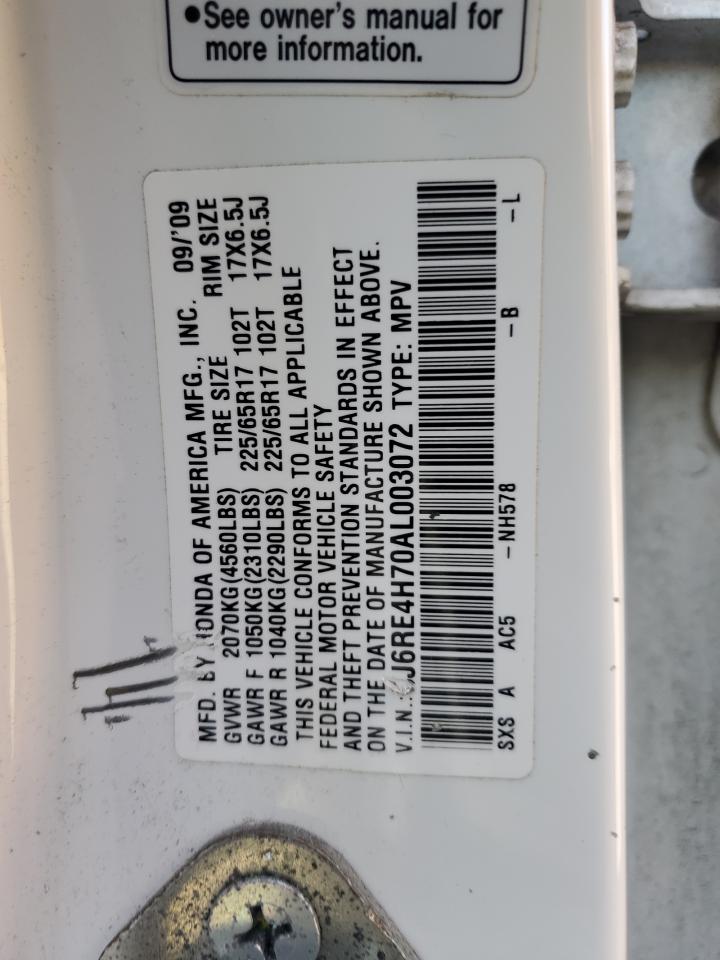 ●See owner's manual for
more information.
MFD. BY HONDA OF AMERICA MFG., INC. 09/'09
GVWR 2070KG(4560LBS) TIRE SIZE RIM SIZE
GAWR F 1050KG(2310LBS) 225/65R17 102T 17X6.5J
GAWR R 1040KG(2290LBS) 225/65R17 102T 17X6.5J
THIS VEHICLE CONFORMS TO ALL APPLICABLE
FEDERAL MOTOR VEHICLE SAFETY
AND THEFT PREVENTION STANDARDS IN EFFECT
ON THE DATE OF MANUFACTURE SHOWN ABOVE.
V.I.N.: J6RE4H70AL003072 TYPE: MPV
SXS A AC5 -NH578 -B -L